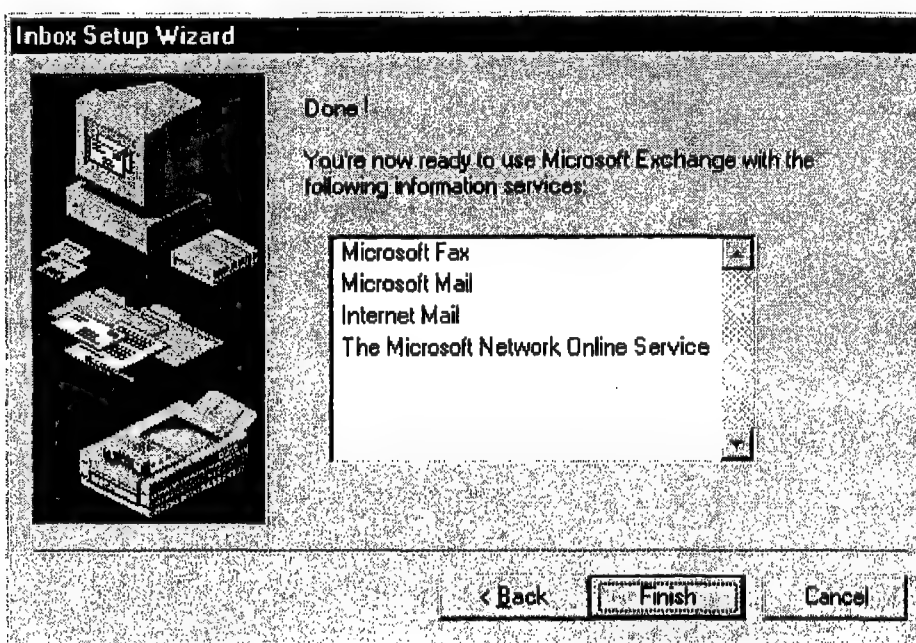 Inbox Setup Wizard
Done!
You're now ready to use Microsoft Exchange with the
following information services:
Microsoft Fax
Microsoft Mail
Internet Mail
The Microsoft Network Online Service
< Back
Finish
Cancel